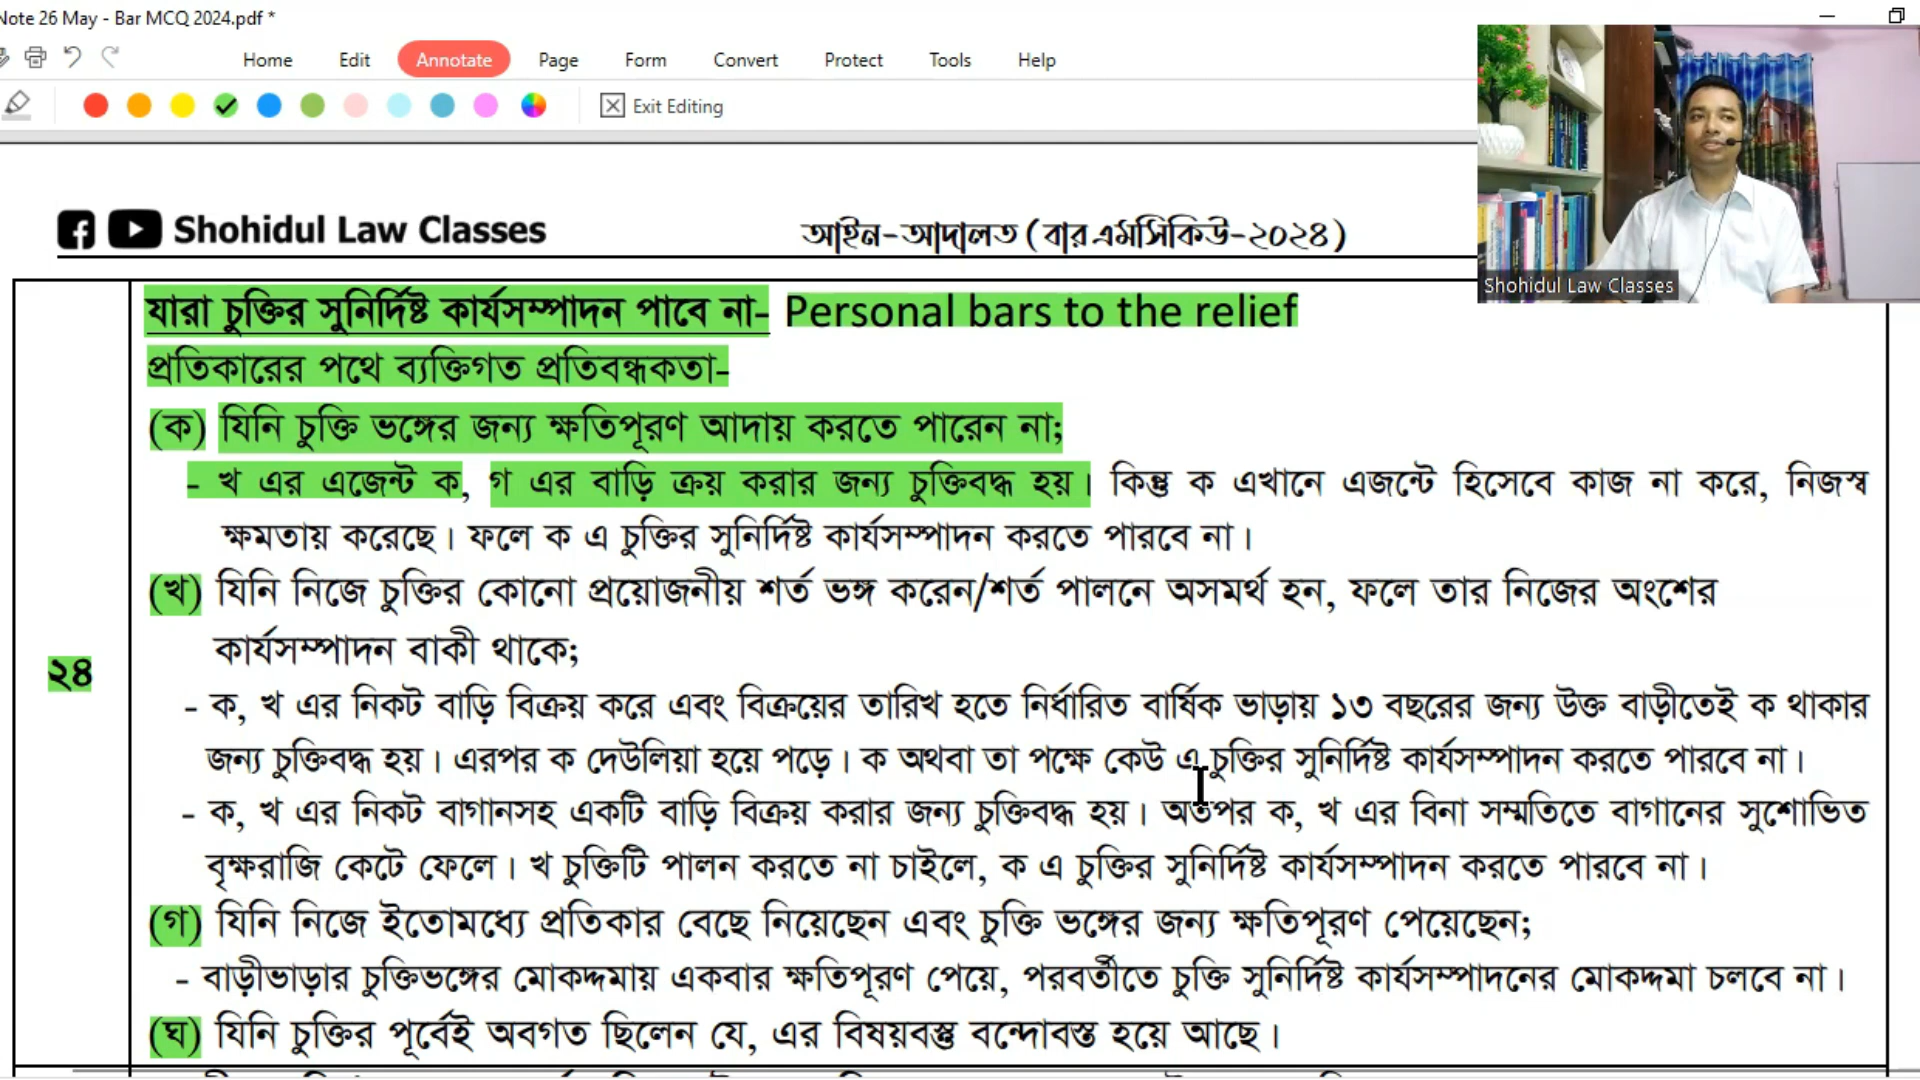 Note 26 May - Bar MCQ 2024.pdf *
Home Edit Annotate Page Form Convert Protect Tools Help
Exit Editing
Shohidul Law Classes
আইন-আদালত (বার এমসিকিউ-২০২৪)
Shohidul Law Classes
যারা চুক্তির সুনির্দিষ্ট কার্যসম্পাদন পাবে না- Personal bars to the relief
প্রতিকারের পথে ব্যক্তিগত প্রতিবন্ধকতা-
(ক) যিনি চুক্তি ভঙ্গের জন্য ক্ষতিপূরণ আদায় করতে পারেন না;
- খ এর এজেন্ট ক, গ এর বাড়ি ক্রয় করার জন্য চুক্তিবদ্ধ হয়। কিন্তু ক এখানে এজন্টে হিসেবে কাজ না করে, নিজস্ব
ক্ষমতায় করেছে। ফলে ক এ চুক্তির সুনির্দিষ্ট কার্যসম্পাদন করতে পারবে না।
(খ) যিনি নিজে চুক্তির কোনো প্রয়োজনীয় শর্ত ভঙ্গ করেন/শর্ত পালনে অসমর্থ হন, ফলে তার নিজের অংশের
কার্যসম্পাদন বাকী থাকে;
২৪
- ক, খ এর নিকট বাড়ি বিক্রয় করে এবং বিক্রয়ের তারিখ হতে নির্ধারিত বার্ষিক ভাড়ায় ১৩ বছরের জন্য উক্ত বাড়ীতেই ক থাকার
জন্য চুক্তিবদ্ধ হয়। এরপর ক দেউলিয়া হয়ে পড়ে। ক অথবা তা পক্ষে কেউ এ চুক্তির সুনির্দিষ্ট কার্যসম্পাদন করতে পারবে না।
- ক, খ এর নিকট বাগানসহ একটি বাড়ি বিক্রয় করার জন্য চুক্তিবদ্ধ হয়। অতপর ক, খ এর বিনা সম্মতিতে বাগানের সুশোভিত
বৃক্ষরাজি কেটে ফেলে। খ চুক্তিটি পালন করতে না চাইলে, ক এ চুক্তির সুনির্দিষ্ট কার্যসম্পাদন করতে পারবে না।
(গ) যিনি নিজে ইতোমধ্যে প্রতিকার বেছে নিয়েছেন এবং চুক্তি ভঙ্গের জন্য ক্ষতিপূরণ পেয়েছেন;
- বাড়ীভাড়ার চুক্তিভঙ্গের মোকদ্দমায় একবার ক্ষতিপূরণ পেয়ে, পরবর্তীতে চুক্তি সুনির্দিষ্ট কার্যসম্পাদনের মোকদ্দমা চলবে না।
(ঘ) যিনি চুক্তির পূর্বেই অবগত ছিলেন যে, এর বিষয়বস্তু বন্দোবস্ত হয়ে আছে।